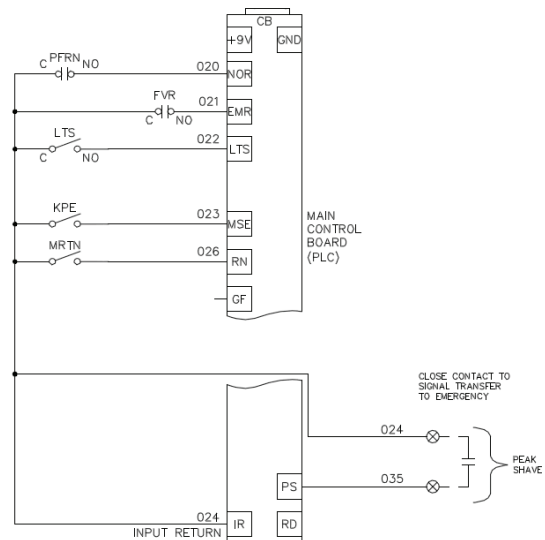 CB
+9V GND
C PFRN NO 020 NOR
FVR
C NO 021 EMR
LTS
C NO 022 LTS
KPE 023 MSE
MRTN 026 RN
GF
MAIN
CONTROL
BOARD
(PLC)
CLOSE CONTACT TO
SIGNAL TRANSFER
TO EMERGENCY
024
035
PEAK
SHAVE
PS
024 IR RD
INPUT RETURN